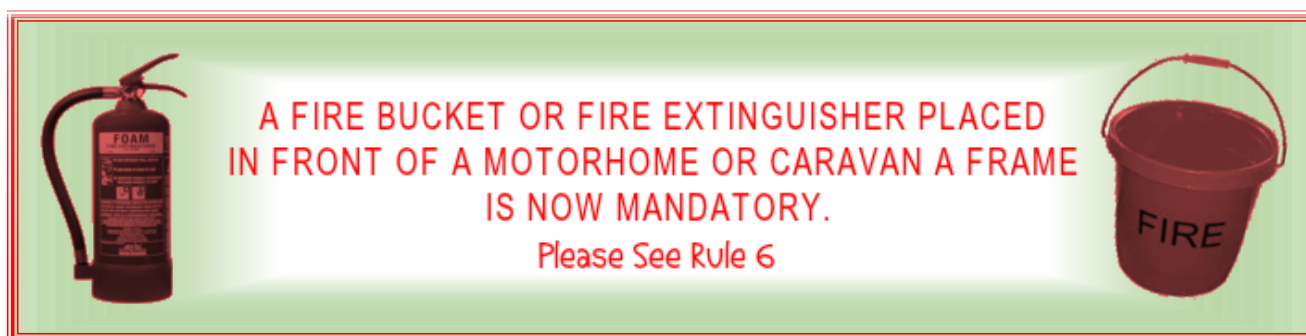 A FIRE BUCKET OR FIRE EXTINGUISHER PLACED
IN FRONT OF A MOTORHOME OR CARAVAN A FRAME
IS NOW MANDATORY.
Please See Rule 6
FOAM
FIRE